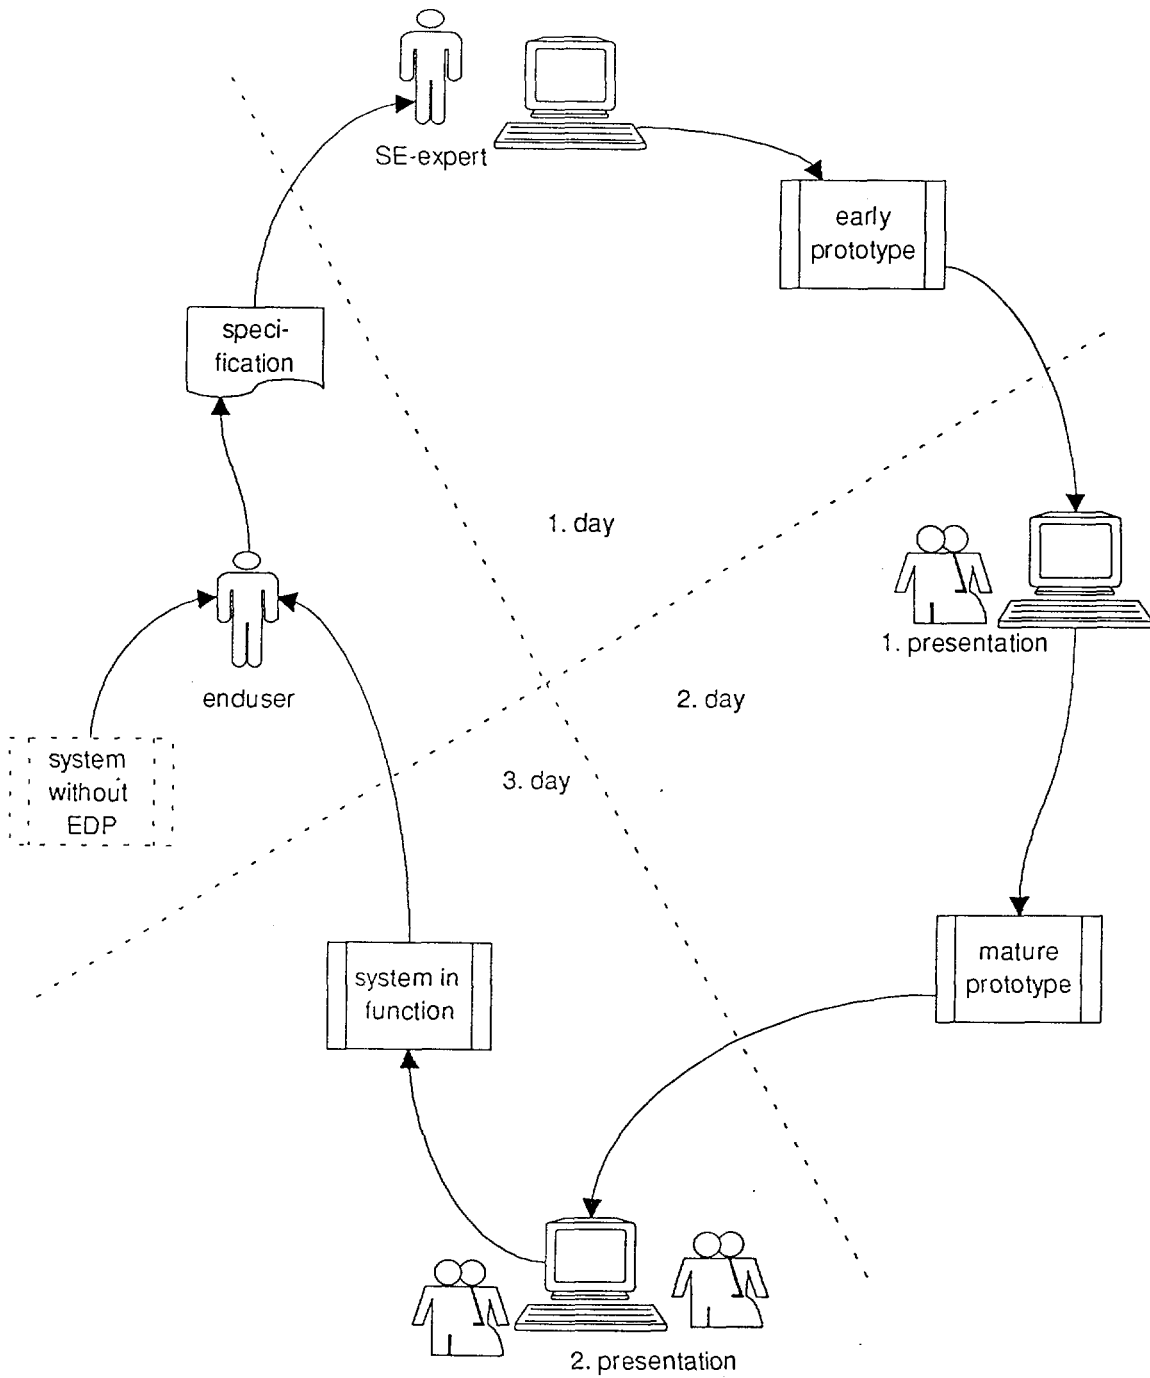 SE-expert
early
prototype
speci-
fication
1. day
1. presentation
enduser
2. day
system
without
EDP
3. day
mature
prototype
system in
function
2. presentation